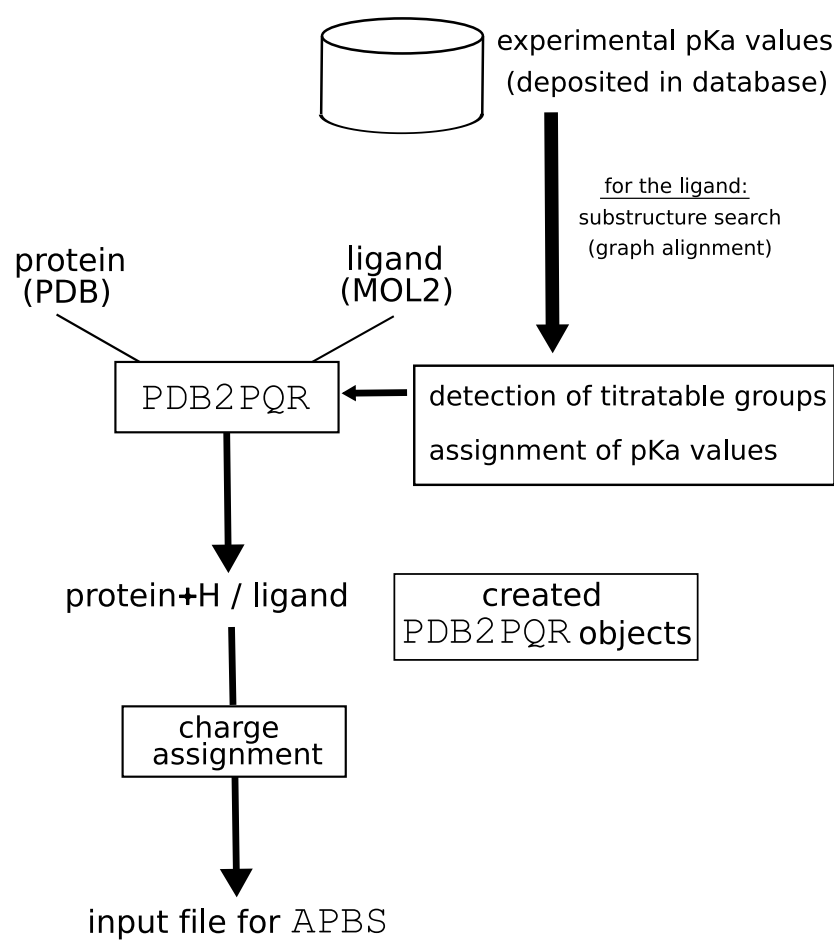 experimental pKa values
(deposited in database)
for the ligand:
substructure search
(graph alignment)
protein
(PDB)
ligand
(MOL2)
PDB2PQR
detection of titratable groups
assignment of pKa values
protein+H / ligand
created
PDB2PQR objects
charge
assignment
input file for APBS